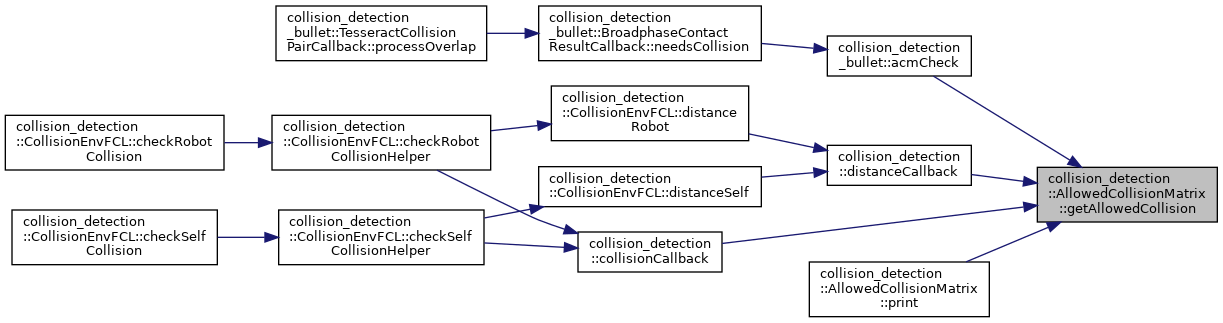 collision_detection
_bullet::TesseractCollision
PairCallback::processOverlap
collision_detection
_bullet::BroadphaseContact
ResultCallback::needsCollision
collision_detection
_bullet::acmCheck
collision_detection
::CollisionEnvFCL::checkRobot
Collision
collision_detection
::CollisionEnvFCL::checkRobot
CollisionHelper
collision_detection
::CollisionEnvFCL::distance
Robot
collision_detection
::distanceCallback
collision_detection
::CollisionEnvFCL::distanceSelf
collision_detection
::AllowedCollisionMatrix
::getAllowedCollision
collision_detection
::CollisionEnvFCL::checkSelf
Collision
collision_detection
::CollisionEnvFCL::checkSelf
CollisionHelper
collision_detection
::collisionCallback
collision_detection
::AllowedCollisionMatrix
::print